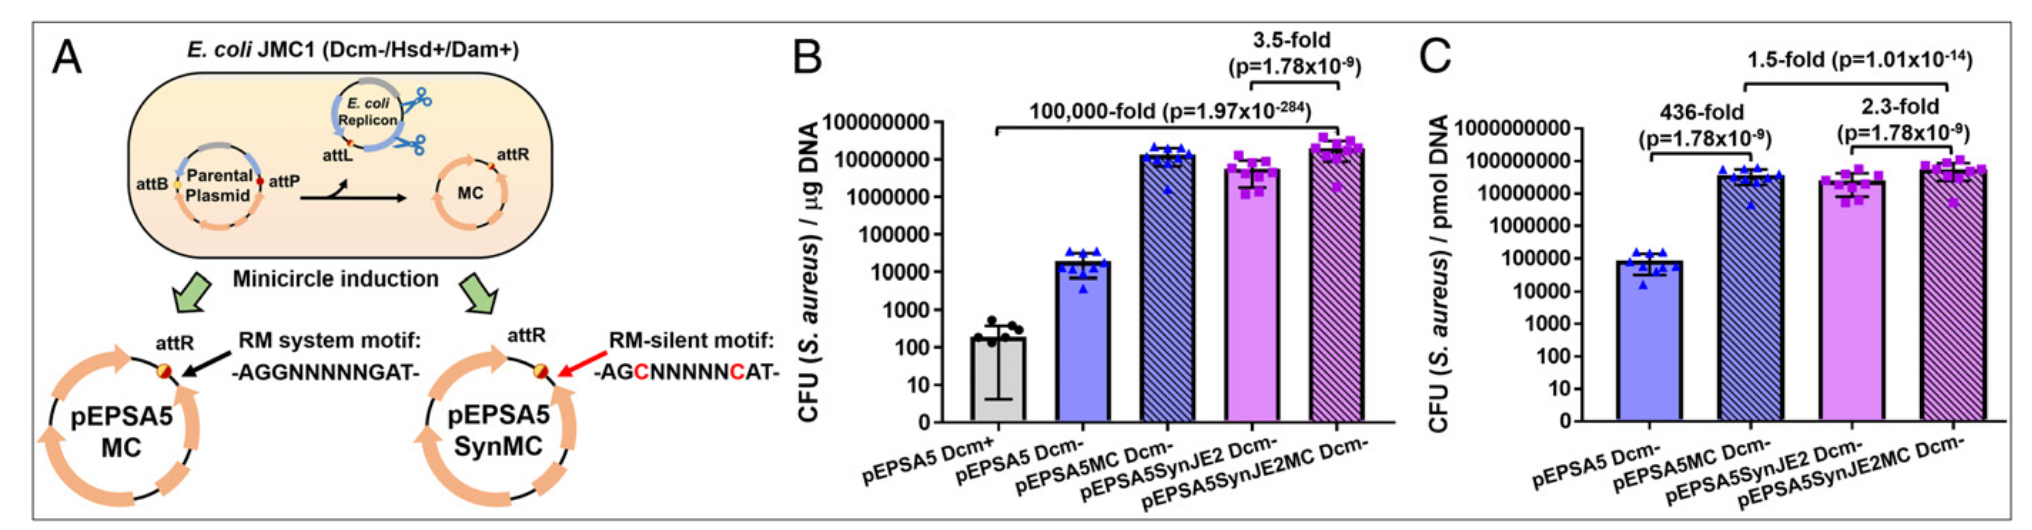 A
E. coli JMC1 (Dcm-/Hsd+/Dam+)
E. coli
Replicon
attL
attR
attB
Parental
Plasmid
attP
MC
Minicircle induction
attR
RM system motif:
-AGGNNNNNGAT-
pEPSA5
MC
attR
RM-silent motif:
-AGCNNNNNCAT-
pEPSA5
SynMC
B
3.5-fold
(p=1.78x10-9)
100,000-fold (p=1.97x10-284)
CFU (S. aureus) / µg DNA
100000000
10000000
1000000
100000
10000
1000
100
10
0
pEPSA5 Dcm+
pEPSA5 Dcm-
pEPSA5MC Dcm-
pEPSA5SynJE2 Dcm-
pEPSA5SynJE2MC Dcm-
C
1.5-fold (p=1.01x10-14)
436-fold
(p=1.78x10-9)
2.3-fold
(p=1.78x10-9)
CFU (S. aureus) / pmol DNA
1000000000
100000000
10000000
1000000
100000
10000
1000
100
10
0
pEPSA5 Dcm-
pEPSA5MC Dcm-
pEPSA5SynJE2 Dcm-
pEPSA5SynJE2MC Dcm-